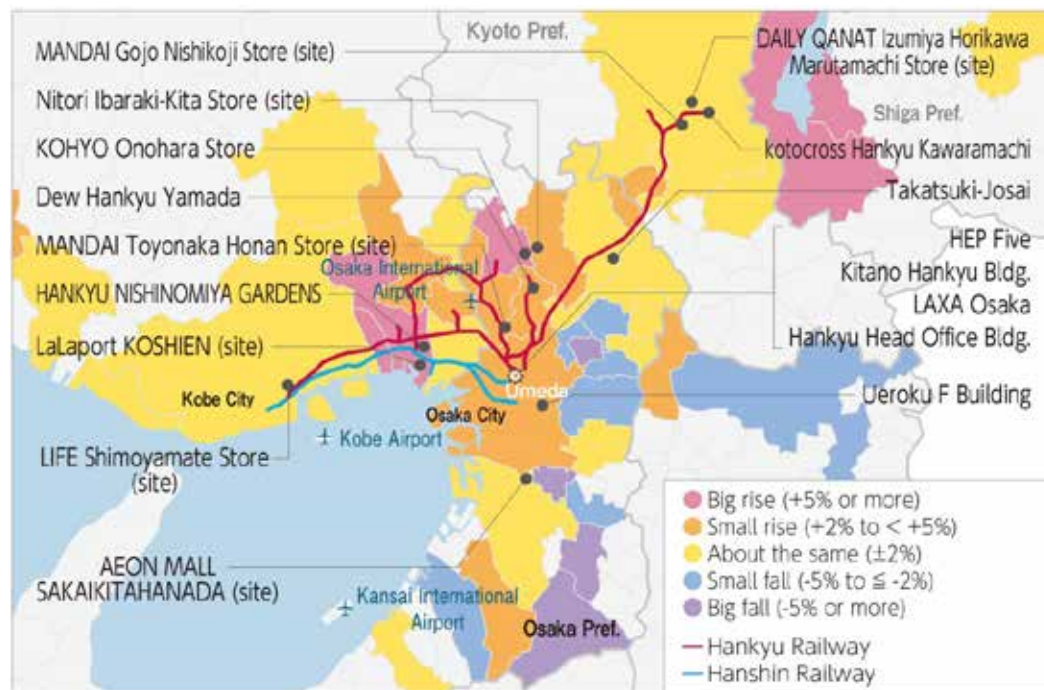 Kyoto Pref.
MANDAI Gojo Nishikoji Store (site)
DAILY QANAT Izumiya Horikawa
Marutamachi Store (site)
Nitori Ibaraki-Kita Store (site)
Shiga Pref.
KOHYO Onohara Store
kotocross Hankyu Kawaramachi
Dew Hankyu Yamada
Takatsuki-Josai
MANDAI Toyonaka Honan Store (site)
HEP Five
Osaka International
Airport
Kitano Hankyu Bldg.
HANKYU NISHINOMIYA GARDENS
LAXA Osaka
LaLaport KOSHIEN (site)
Hankyu Head Office Bldg.
Umeda
Kobe City
Osaka City
Ueroku F Building
Kobe Airport
LIFE Shimoyamate Store
(site)
AEON MALL
SAKAIKITAHANADA (site)
Kansai International
Airport
Osaka Pref.
Big rise (+5% or more)
Small rise (+2% to < +5%)
About the same (±2%)
Small fall (-5% to ≦ -2%)
Big fall (-5% or more)
Hankyu Railway
Hanshin Railway